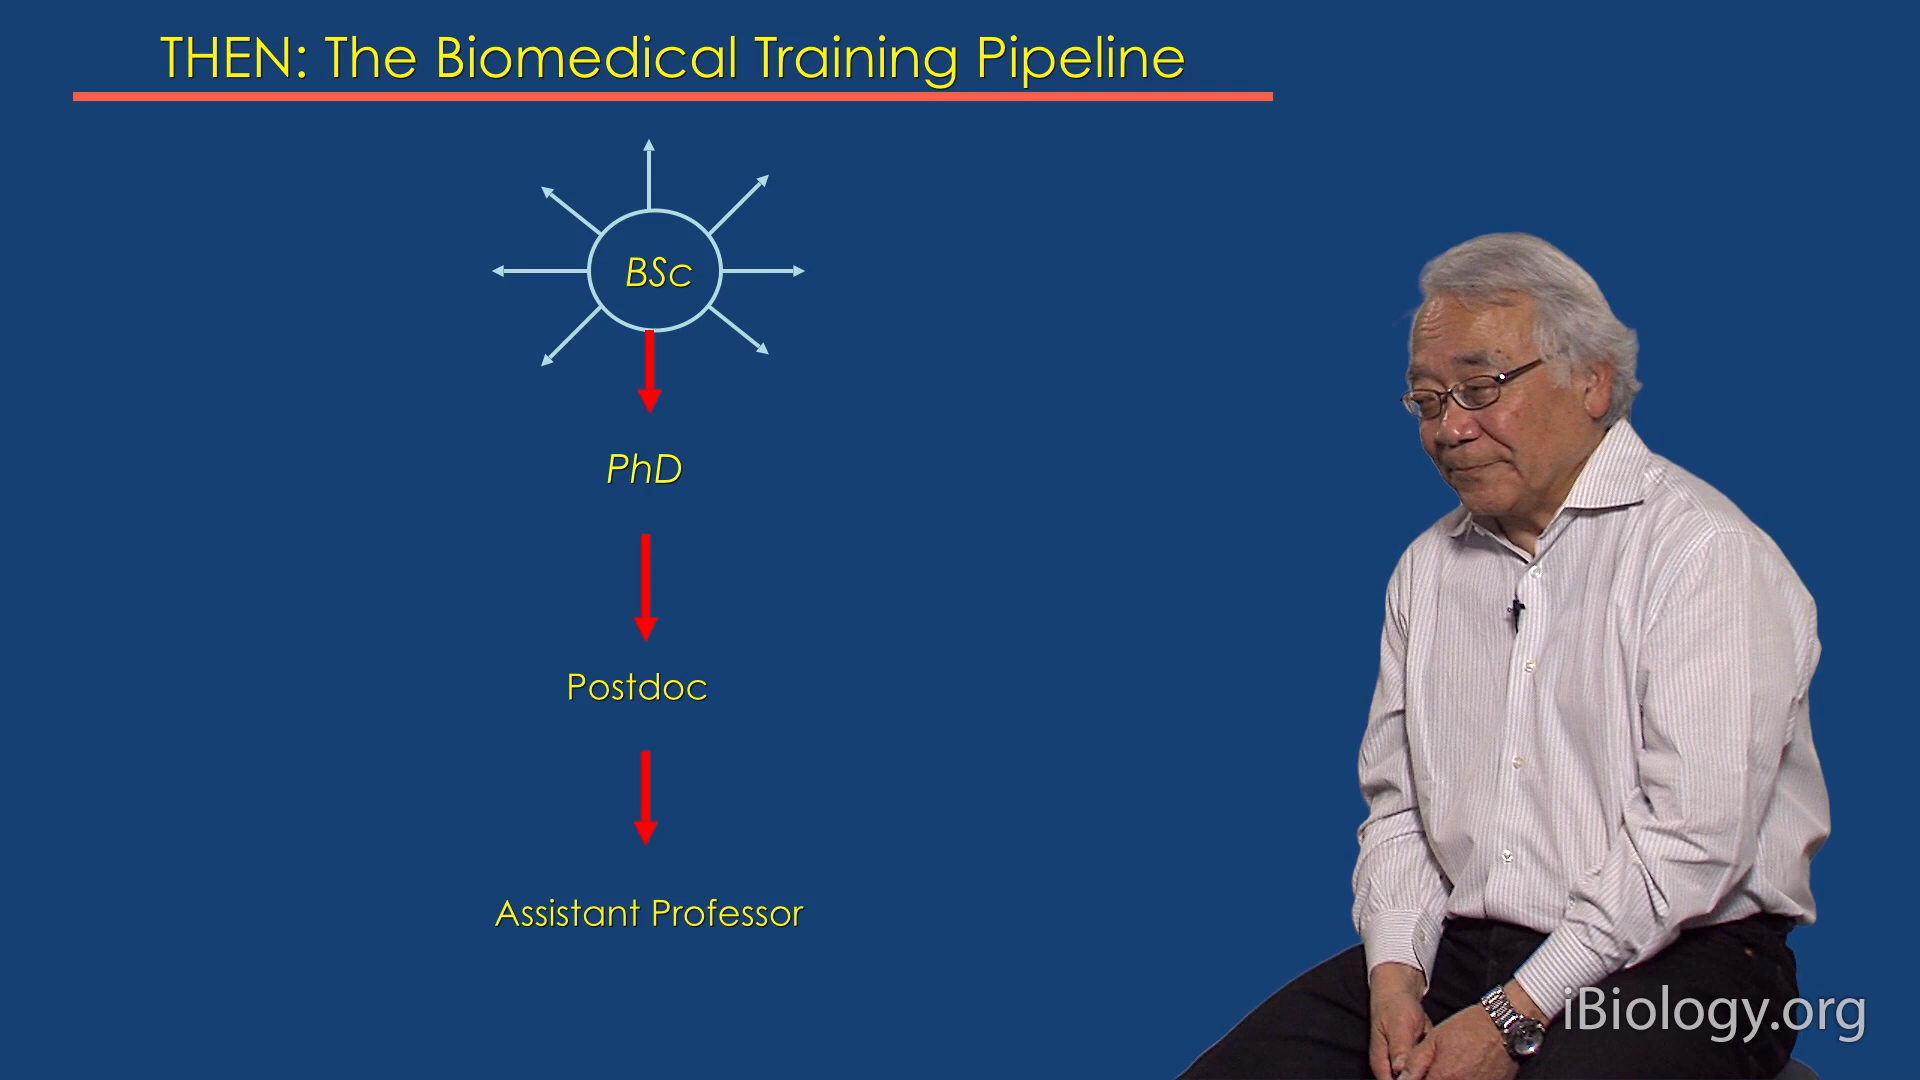 THEN: The Biomedical Training Pipeline
BSc
PhD
Postdoc
Assistant Professor
iBiology.org